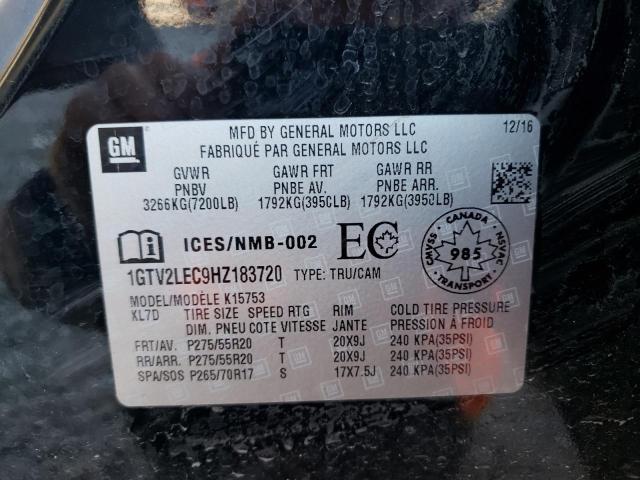 GM
MFD BY GENERAL MOTORS LLC 12/16
FABRIQUÉ PAR GENERAL MOTORS LLC
GVWR GAWR FRT GAWR RR
PNBV PNBE AV. PNBE ARR.
3266KG(7200LB) 1792KG(3950LB) 1792KG(3950LB)
ICES/NMB-002 EC
CANADA
CMVSS 985 NSVAC
TRANSPORT
1GTV2LEC9HZ183720 TYPE: TRU/CAM
MODEL/MODÈLE K15753
KL7D TIRE SIZE SPEED RTG RIM COLD TIRE PRESSURE
DIM. PNEU COTE VITESSE JANTE PRESSION À FROID
FRT/AV. P275/55R20 T 20X9J 240 KPA(35PSI)
RR/ARR. P275/55R20 T 20X9J 240 KPA(35PSI)
SPA/SOS P265/70R17 S 17X7.5J 240 KPA(35PSI)